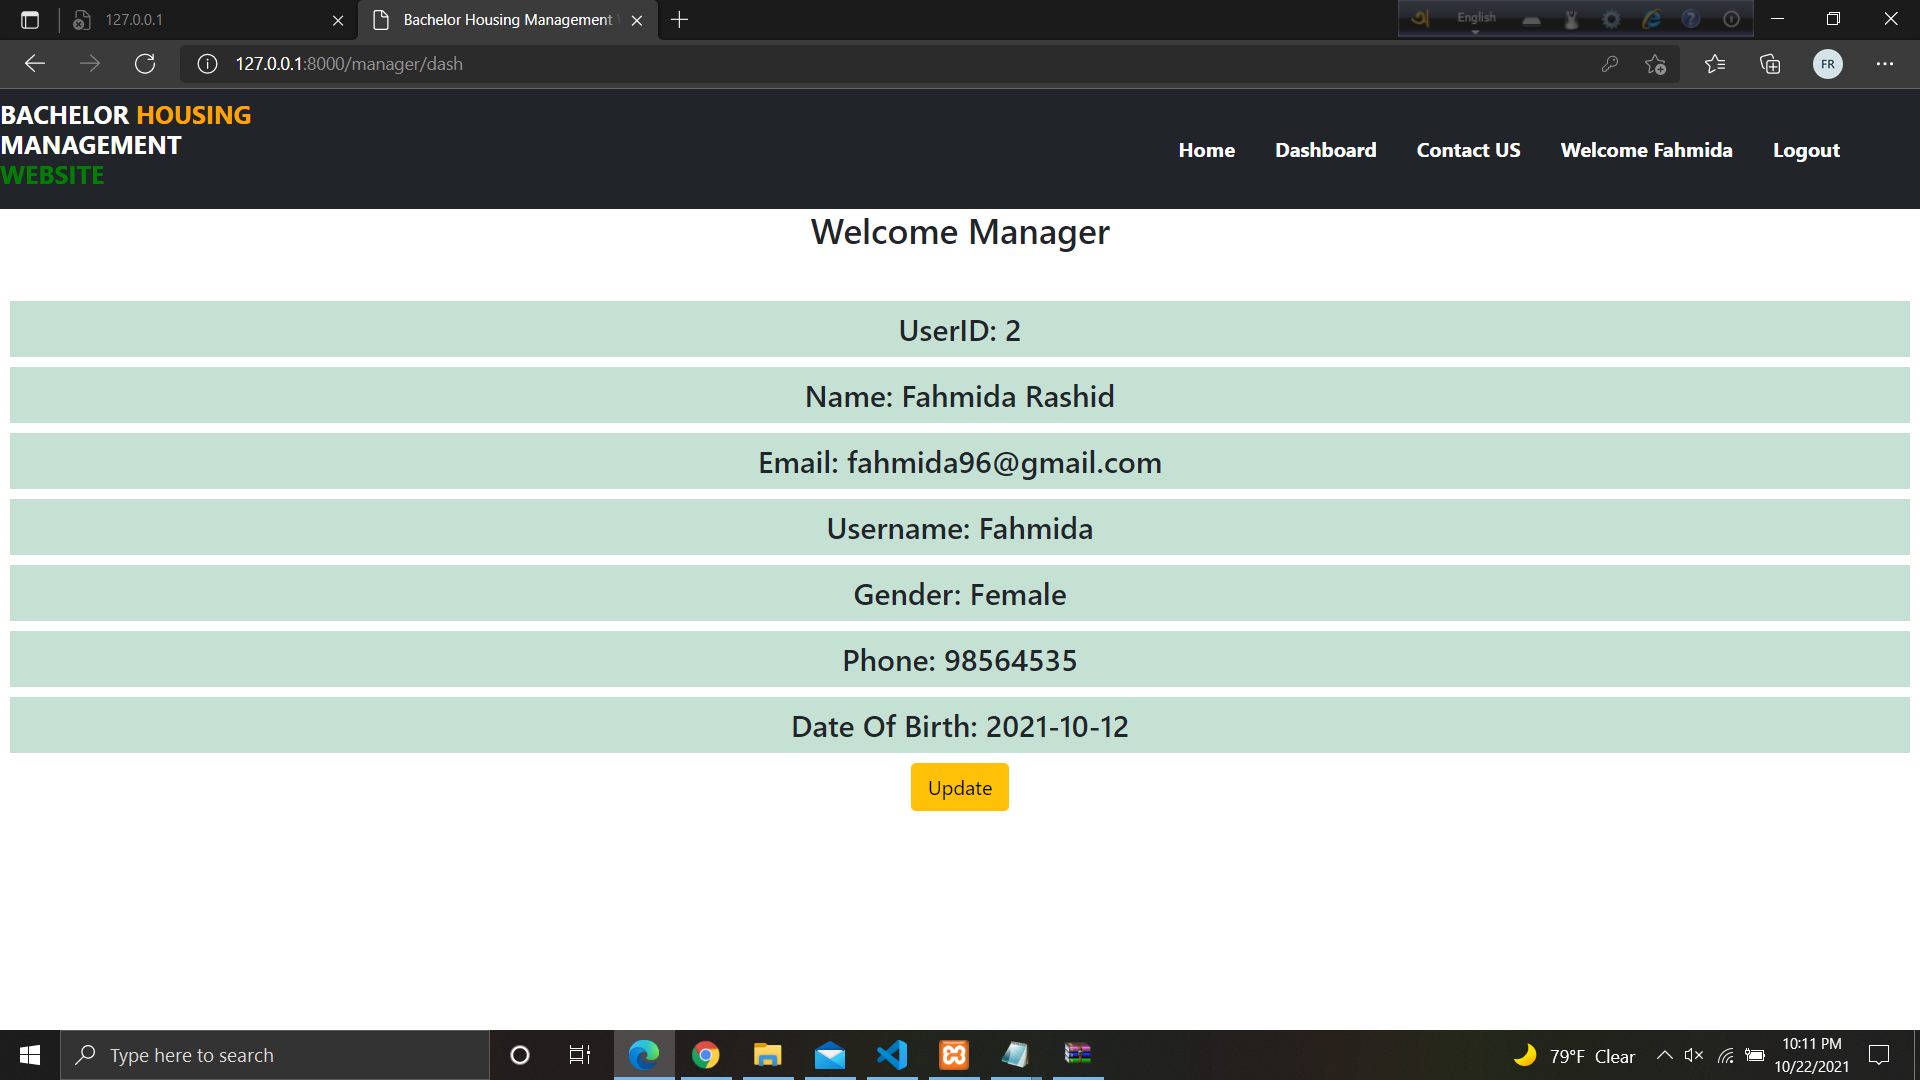 127.0.0.1
Bachelor Housing Management
English
127.0.0.1:8000/manager/dash
FR
BACHELOR HOUSING
MANAGEMENT
WEBSITE
Home Dashboard Contact US Welcome Fahmida Logout
Welcome Manager
UserID: 2
Name: Fahmida Rashid
Email: fahmida96@gmail.com
Username: Fahmida
Gender: Female
Phone: 98564535
Date Of Birth: 2021-10-12
Update
Type here to search
79°F Clear
10:11 PM
10/22/2021